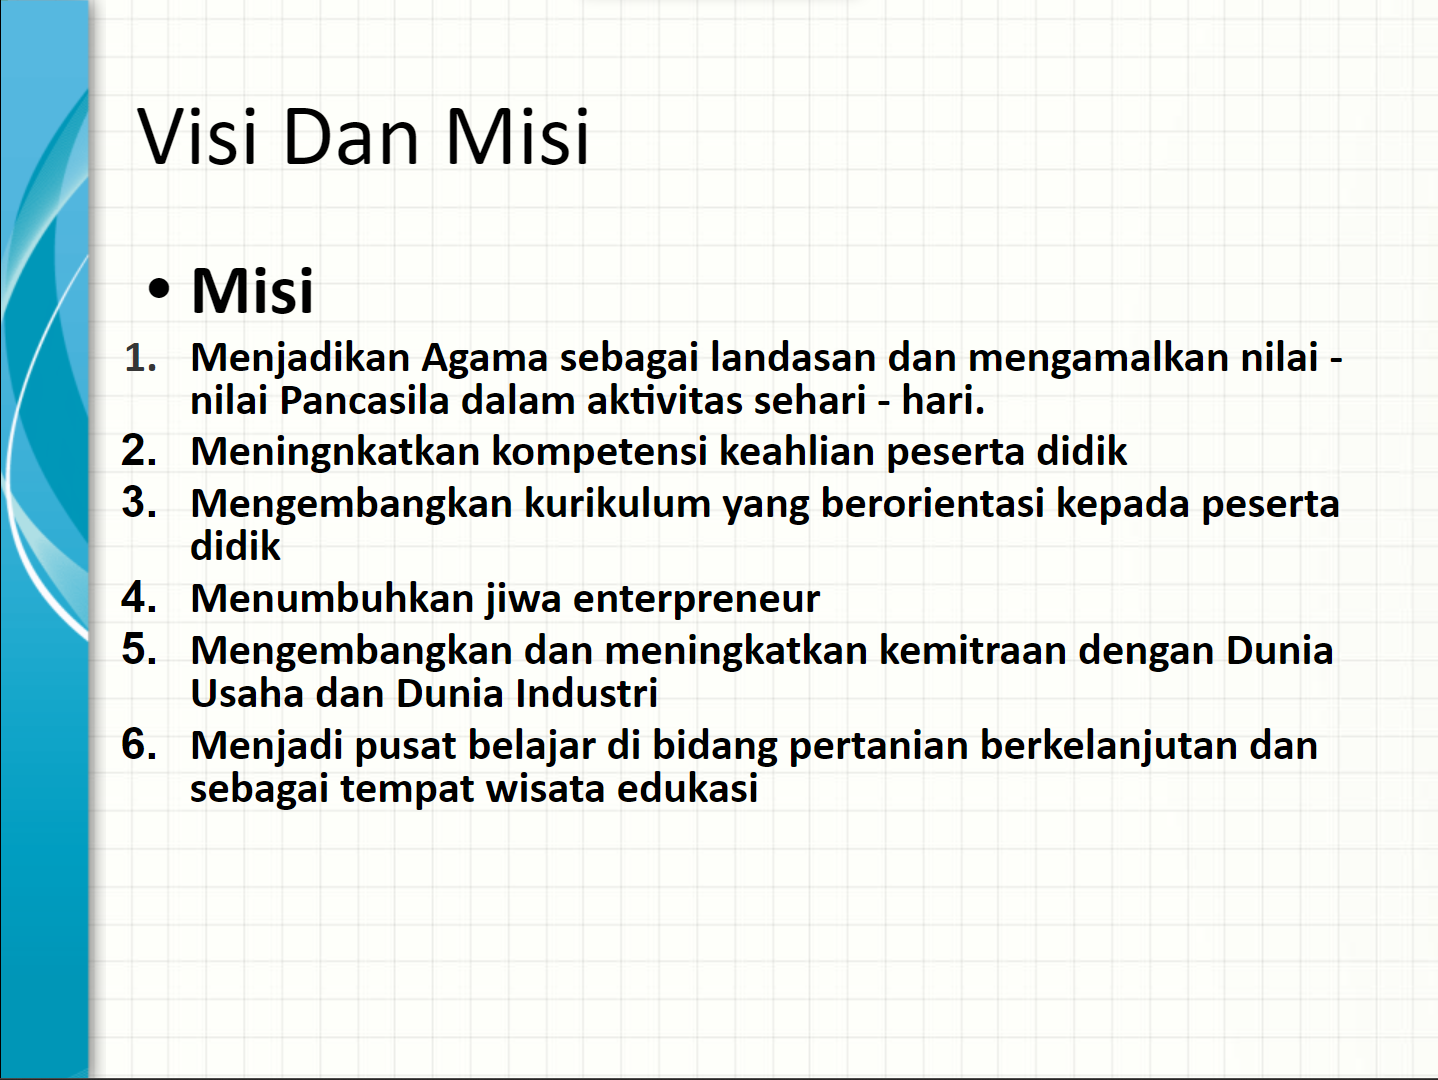 Visi Dan Misi
• Misi
1. Menjadikan Agama sebagai landasan dan mengamalkan nilai -
nilai Pancasila dalam aktivitas sehari - hari.
2. Meningnkatkan kompetensi keahlian peserta didik
3. Mengembangkan kurikulum yang berorientasi kepada peserta
didik
4. Menumbuhkan jiwa enterpreneur
5. Mengembangkan dan meningkatkan kemitraan dengan Dunia
Usaha dan Dunia Industri
6. Menjadi pusat belajar di bidang pertanian berkelanjutan dan
sebagai tempat wisata edukasi